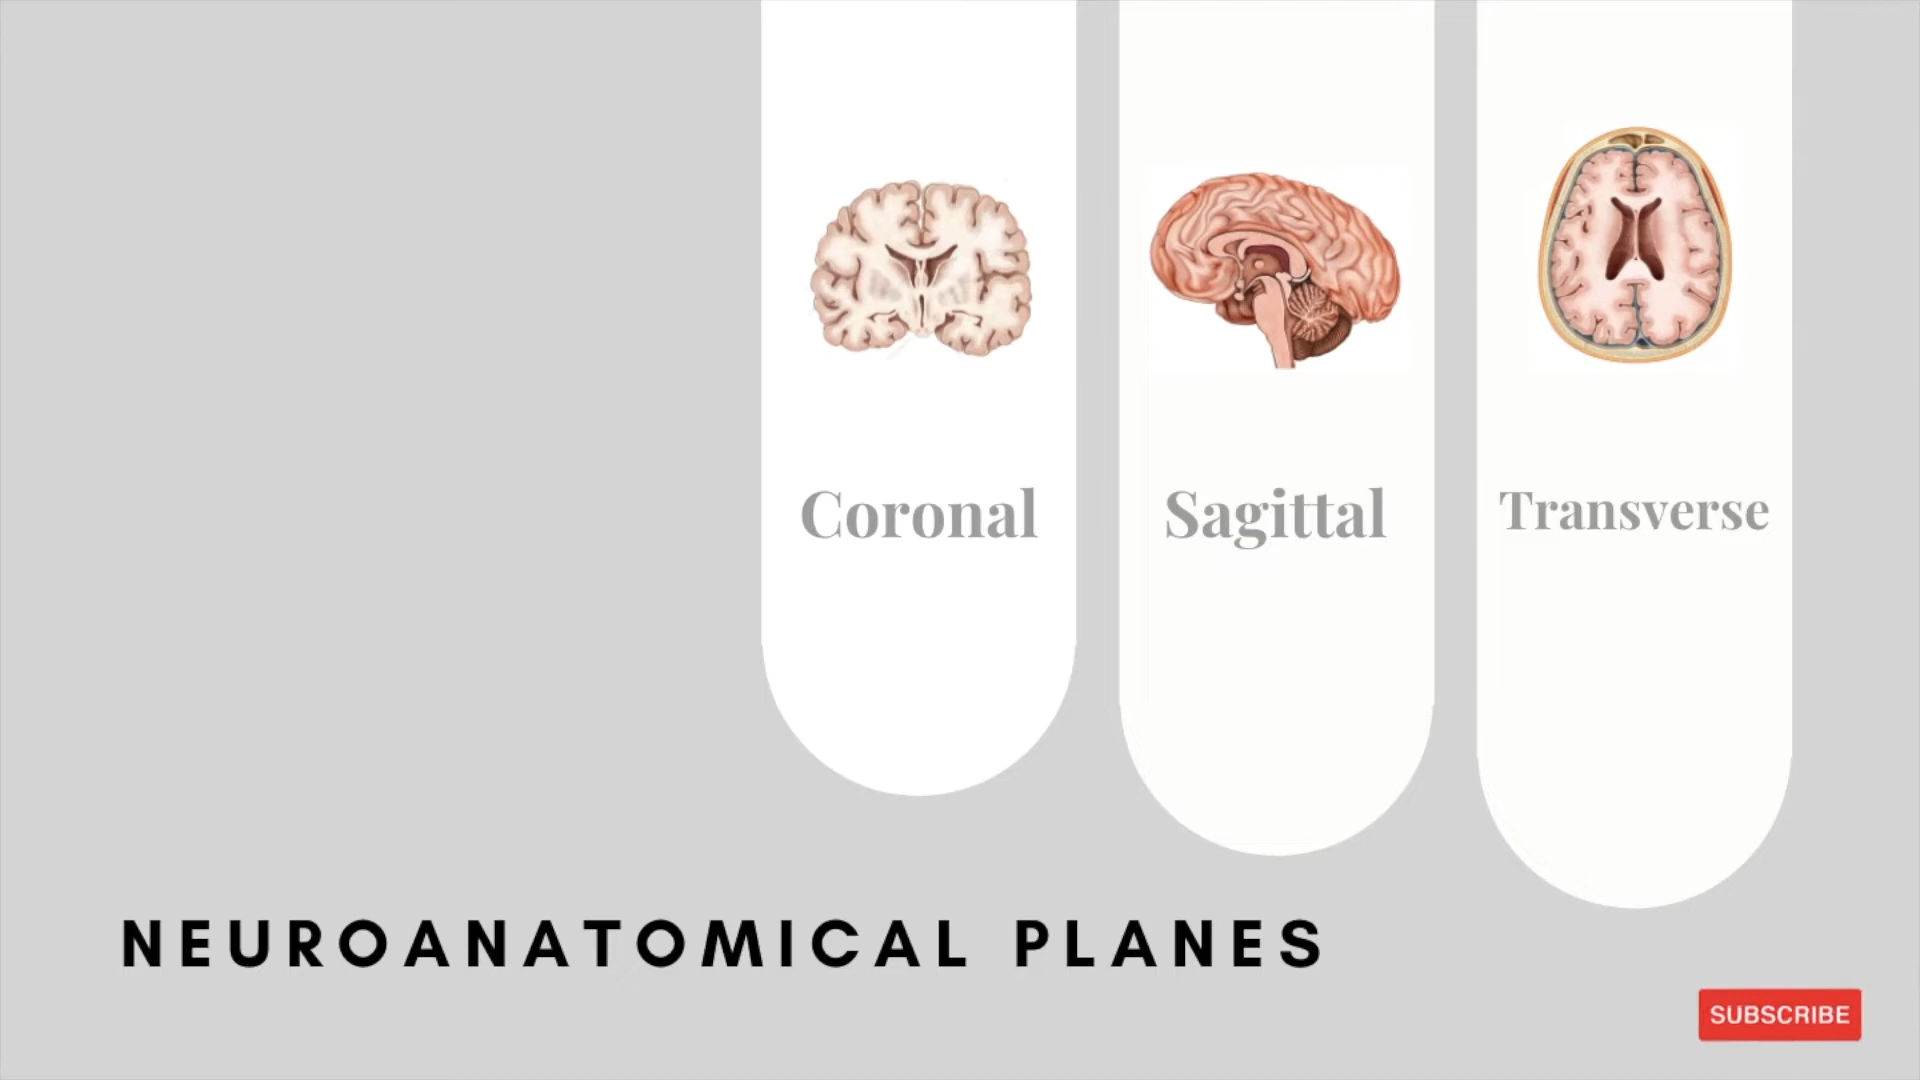 Coronal
Sagittal
Transverse
NEUROANATOMICAL PLANES
SUBSCRIBE